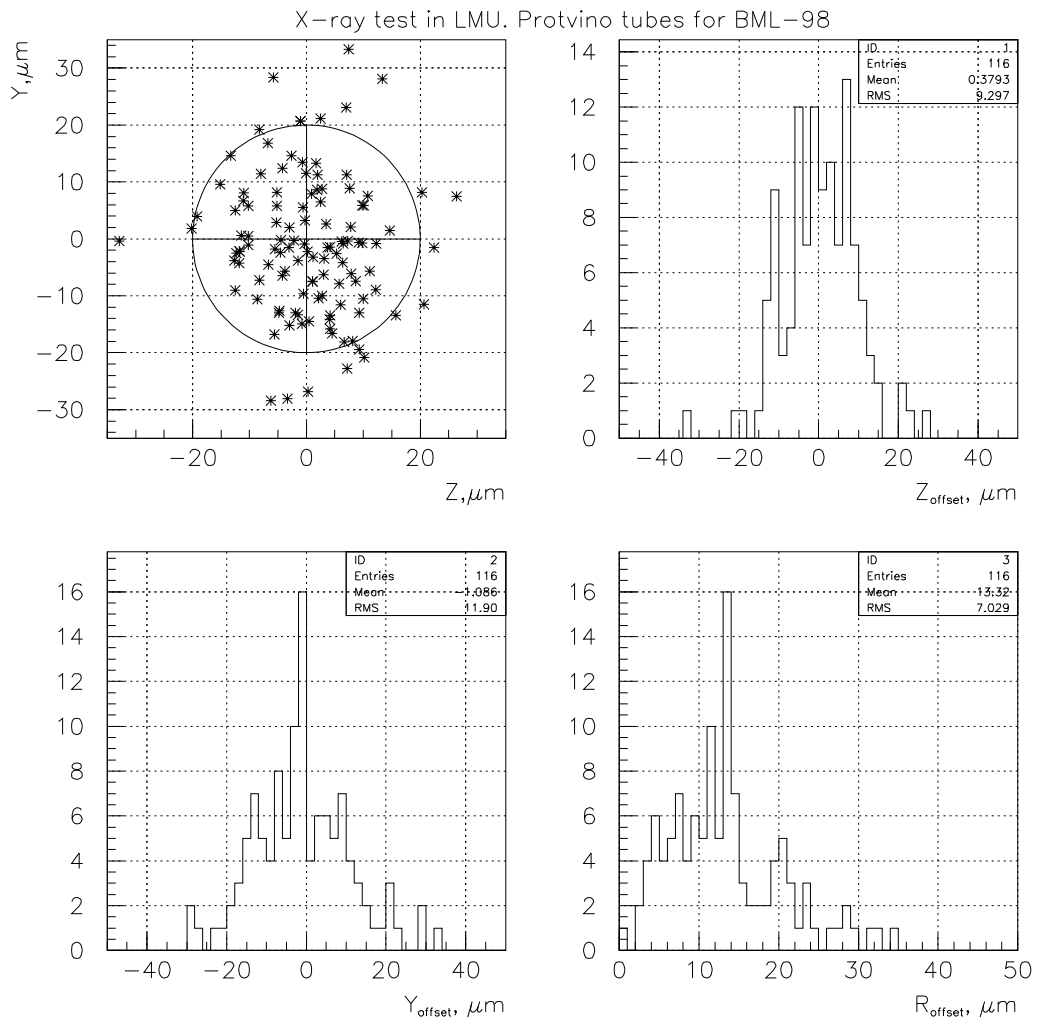 X-ray test in LMU. Protvino tubes for BML-98
Y,μm
30
20
10
0
-10
-20
-30
-20 0 20
Z,μm
ID 1
Entries 116
Mean 0.3793
RMS 9.297
14
12
10
8
6
4
2
0
-40 -20 0 20 40
Zoffset, μm
ID 2
Entries 116
Mean -1.086
RMS 11.90
16
14
12
10
8
6
4
2
0
-40 -20 0 20 40
Yoffset, μm
ID 3
Entries 116
Mean 13.32
RMS 7.029
16
14
12
10
8
6
4
2
0
0 10 20 30 40 50
Roffset, μm